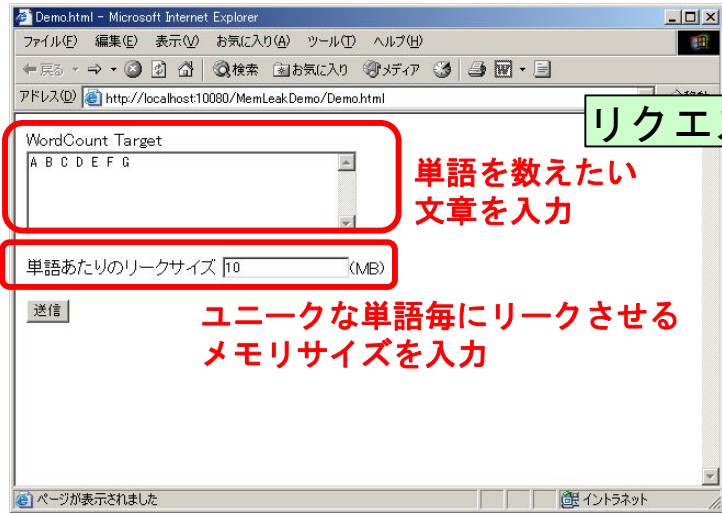 Demo.html - Microsoft Internet Explorer
ファイル(F) 編集(E) 表示(V) お気に入り(A) ツール(T) ヘルプ(H)
戻る 検索 お気に入り メディア
アドレス(D) http://localhost:10080/MemLeakDemo/Demo.html
リクエ
WordCount Target
A B C D E F G
単語を数えたい
文章を入力
単語あたりのリークサイズ 10 (MB)
送信
ユニークな単語毎にリークさせる
メモリサイズを入力
ページが表示されました イントラネット